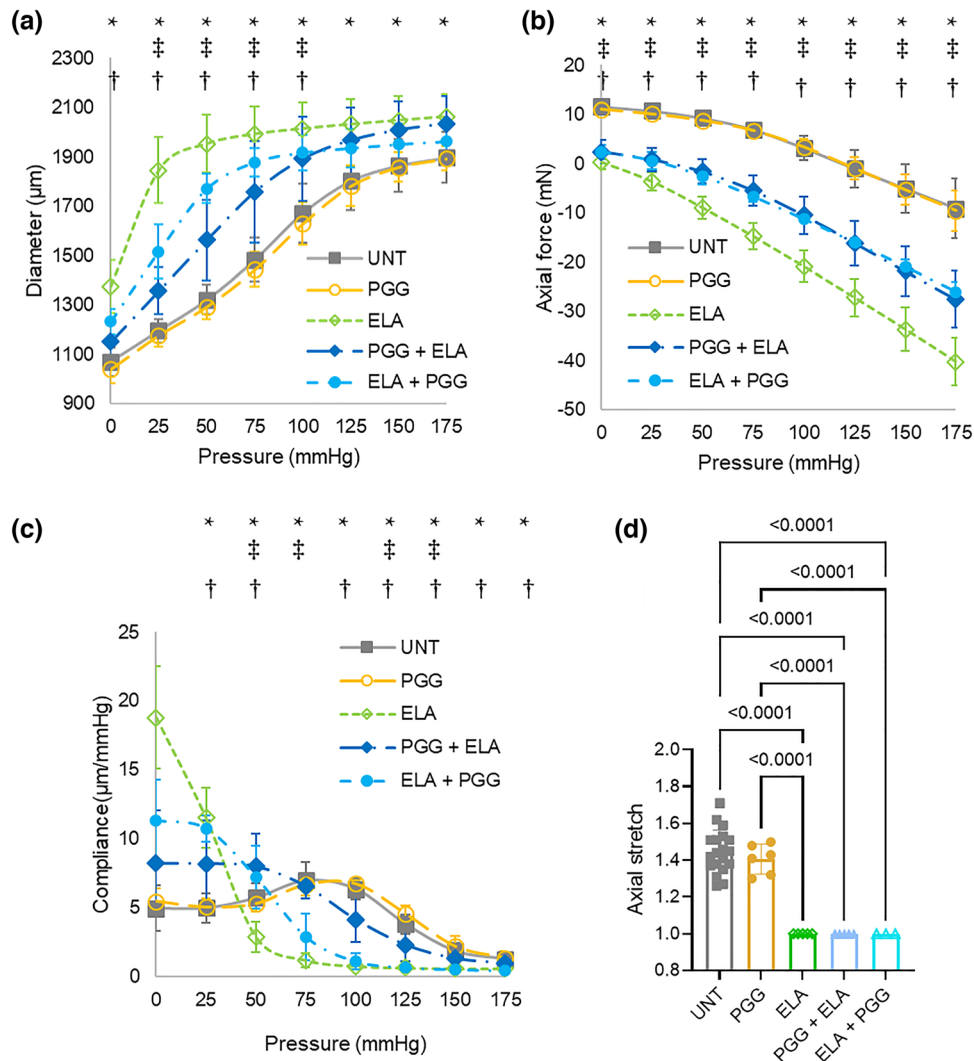 (a)
* * * * * * * *
‡ ‡ ‡ ‡
† † † † †
2300
2100
1900
1700
1500
1300
1100
900
Diameter (µm)
UNT
PGG
ELA
PGG + ELA
ELA + PGG
0 25 50 75 100 125 150 175
Pressure (mmHg)
(b)
* * * * * * * *
‡ ‡ ‡ ‡ ‡ ‡ ‡ ‡
† † † † † † † †
20
10
0
-10
-20
-30
-40
-50
Axial force (mN)
UNT
PGG
ELA
PGG + ELA
ELA + PGG
0 25 50 75 100 125 150 175
Pressure (mmHg)
(c)
* * * * * * * *
‡ ‡ ‡ ‡
† † † † † † †
25
20
15
10
5
0
Compliance (µm/mmHg)
UNT
PGG
ELA
PGG + ELA
ELA + PGG
0 25 50 75 100 125 150 175
Pressure (mmHg)
(d)
<0.0001
<0.0001
<0.0001
<0.0001
<0.0001
<0.0001
2.0
1.8
1.6
1.4
1.2
1.0
0.8
Axial stretch
UNT
PGG
ELA
PGG + ELA
ELA + PGG